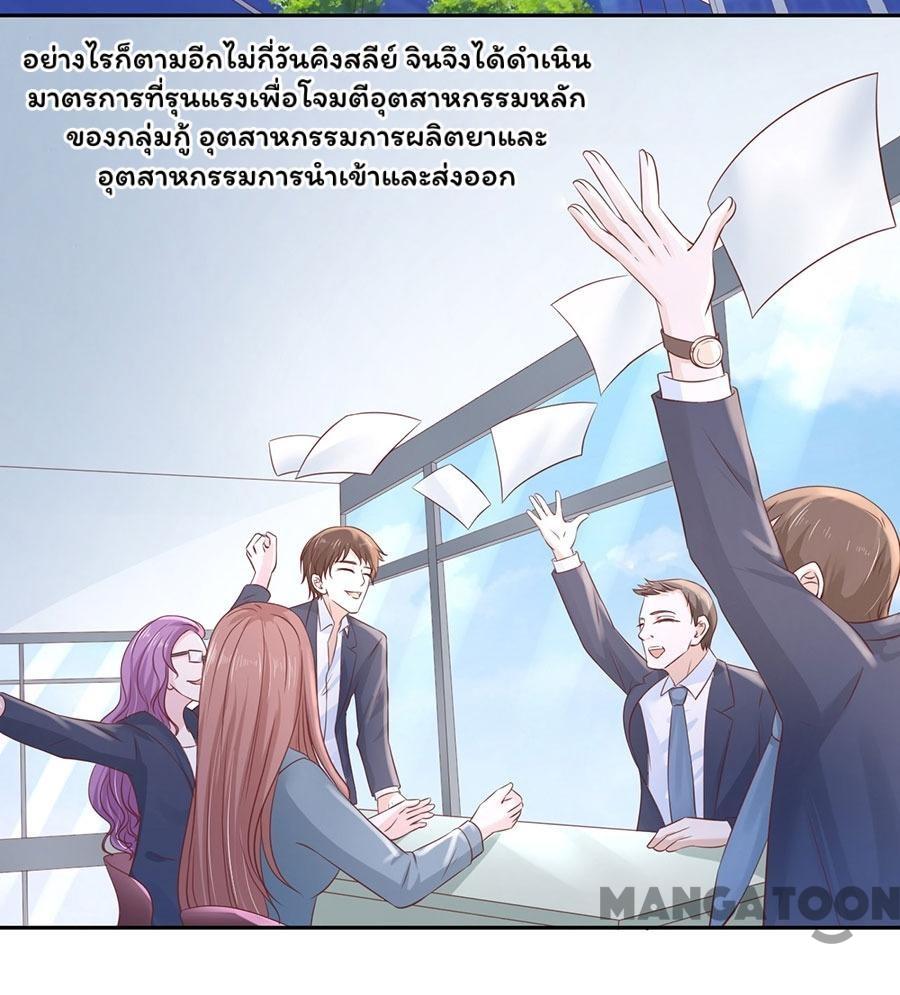 อย่างไรก็ตามอีกไม่กี่วันคิงสลีย์ จินจึงได้ดำเนิน
มาตรการที่รุนแรงเพื่อโจมตีอุตสาหกรรมหลัก
ของกลุ่มกู้ อุตสาหกรรมการผลิตยาและ
อุตสาหกรรมการนำเข้าและส่งออก
MANGATOON